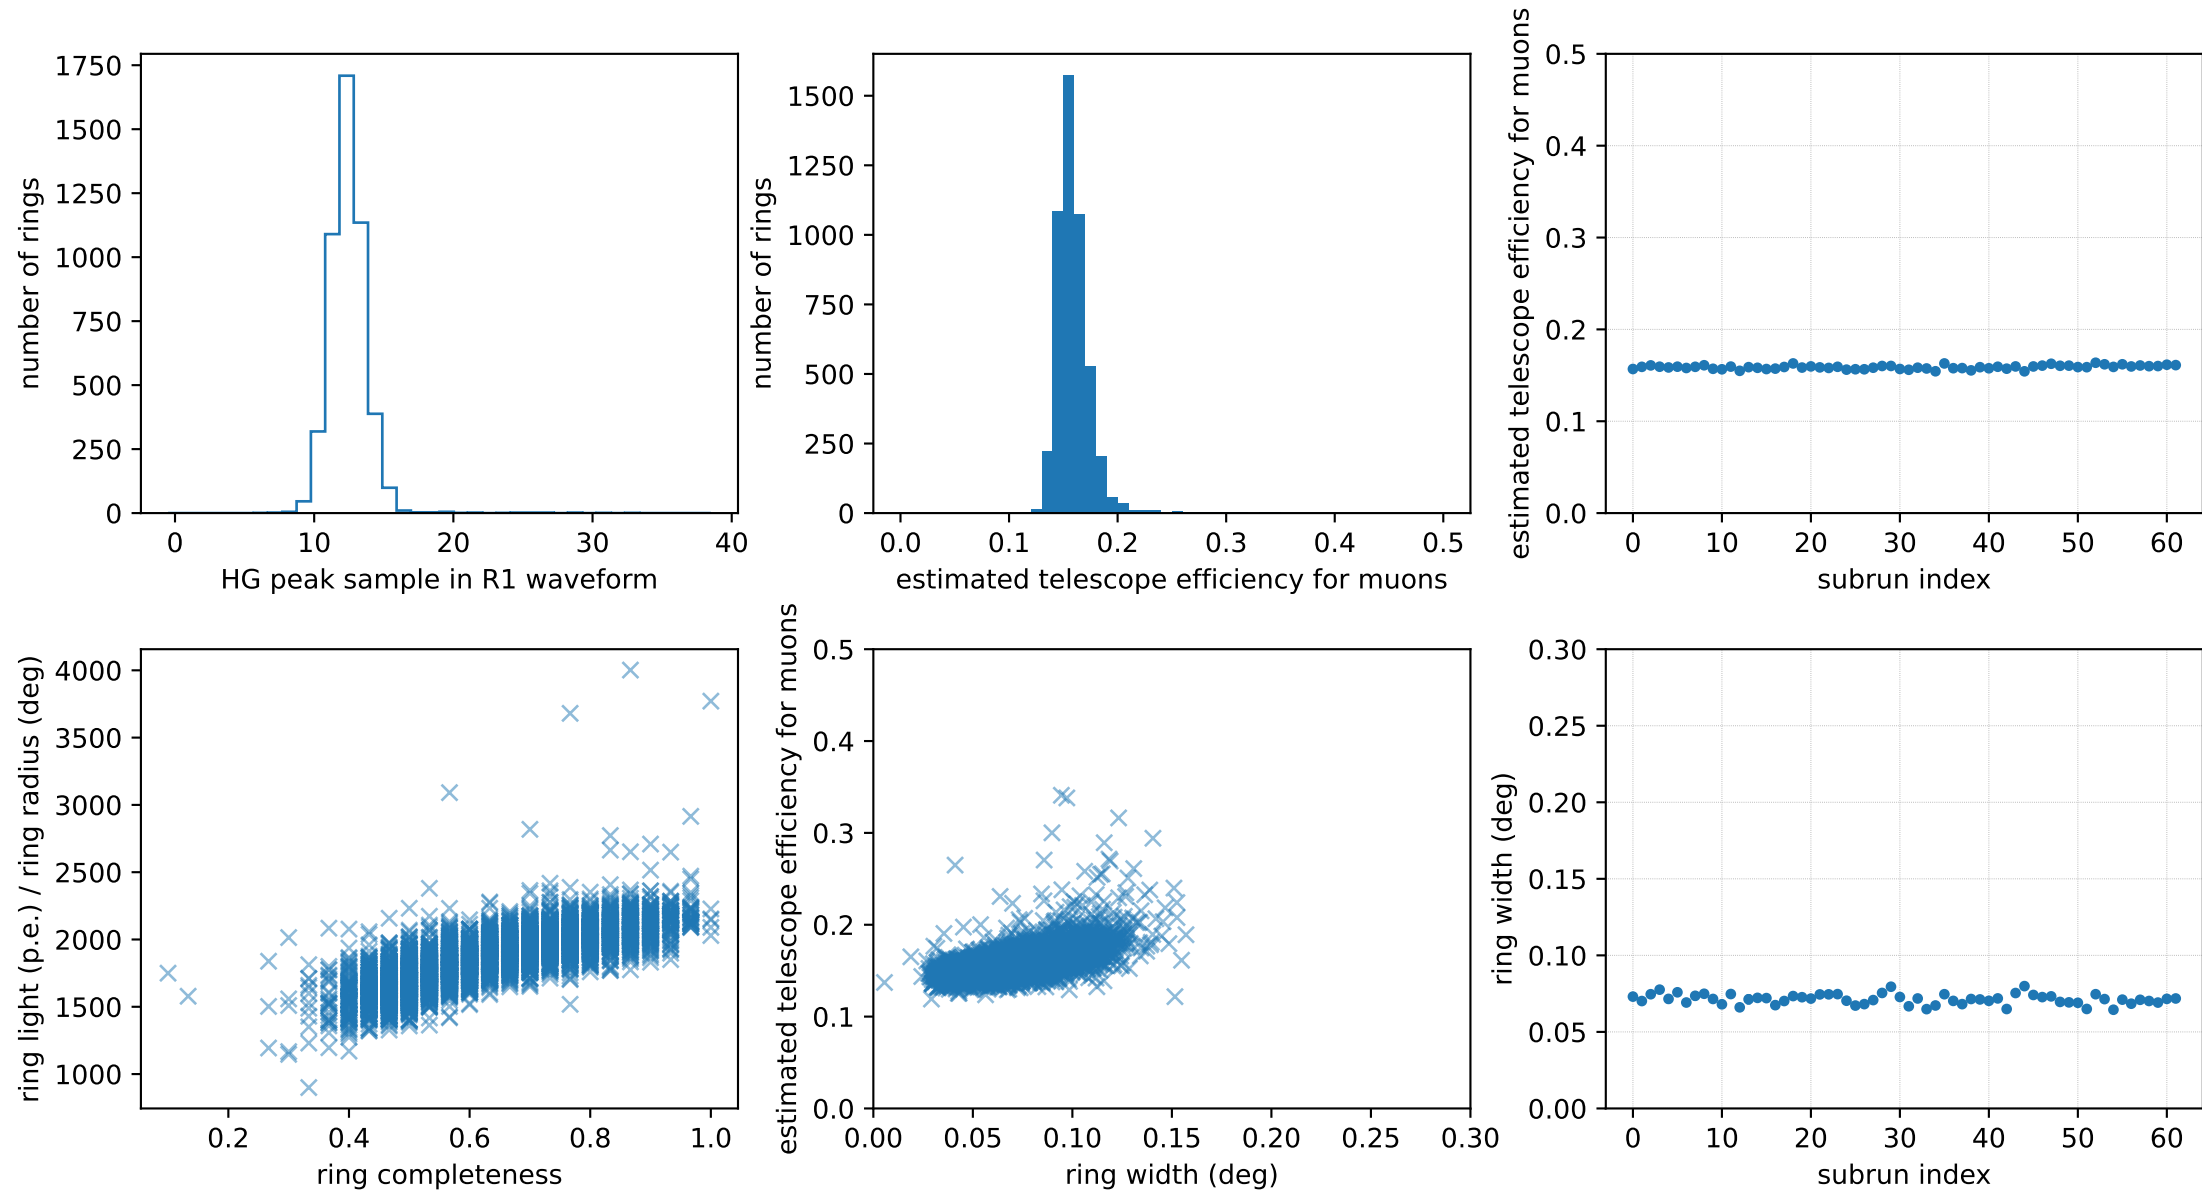 number of rings
1750
1500
1250
1000
750
500
250
0
0 10 20 30 40
HG peak sample in R1 waveform
number of rings
1500
1250
1000
750
500
250
0
0.0 0.1 0.2 0.3 0.4 0.5
estimated telescope efficiency for muons
estimated telescope efficiency for muons
0.5
0.4
0.3
0.2
0.1
0.0
0 10 20 30 40 50 60
subrun index
ring light (p.e.) / ring radius (deg)
4000
3500
3000
2500
2000
1500
1000
0.2 0.4 0.6 0.8 1.0
ring completeness
estimated telescope efficiency for muons
0.5
0.4
0.3
0.2
0.1
0.0
0.00 0.05 0.10 0.15 0.20 0.25 0.30
ring width (deg)
ring width (deg)
0.30
0.25
0.20
0.15
0.10
0.05
0.00
0 10 20 30 40 50 60
subrun index